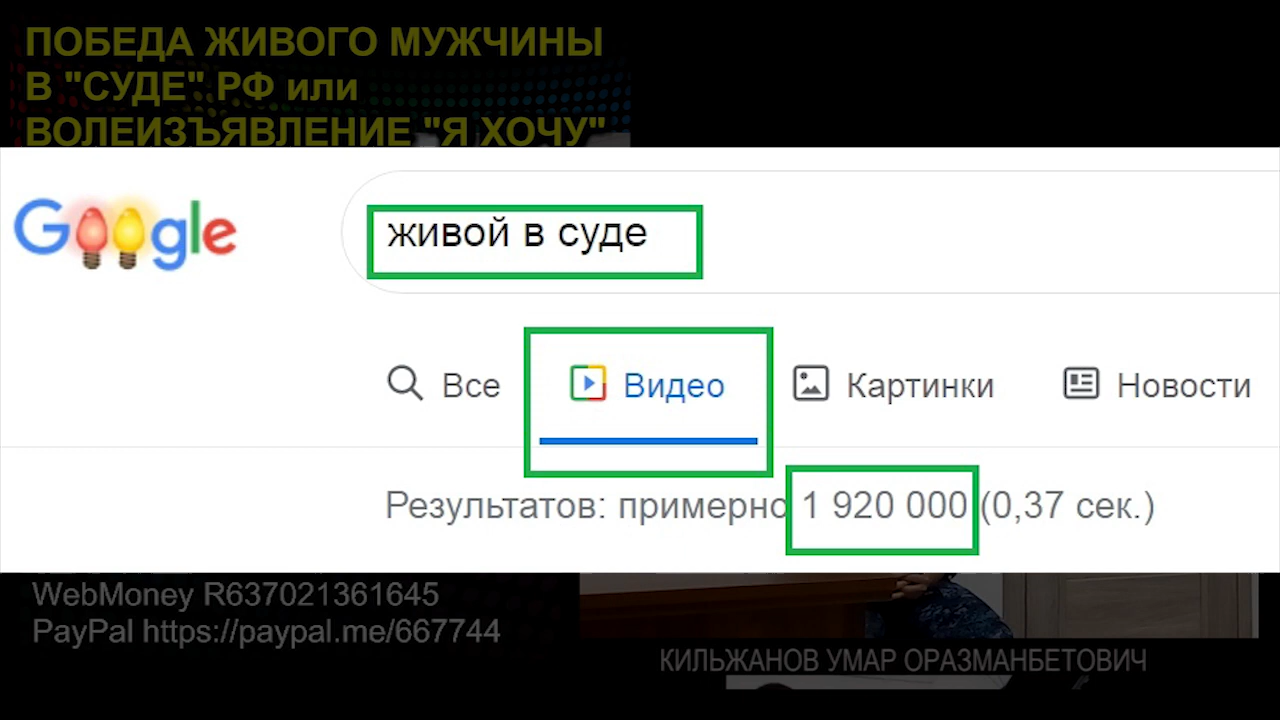 ПОБЕДА ЖИВОГО МУЖЧИНЫ
В "СУДЕ" РФ или
ВОЛЕИЗЪЯВЛЕНИЕ "Я ХОЧУ"
Google
живой в суде
Все Видео Картинки Новости
Результатов: примерно 1 920 000 (0,37 сек.)
WebMoney R637021361645
PayPal https://paypal.me/667744
КИЛЬЖАНОВ УМАР ОРАЗМАНБЕТОВИЧ